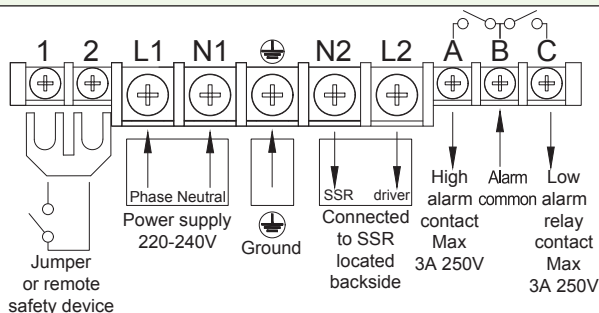 1 2 L1 N1 N2 L2 A B C
Phase Neutral
Power supply
220-240V
Ground
SSR driver
Connected
to SSR
located
backside
High
alarm
contact
Max
3A 250V
Alarm
common
Low
alarm
relay
contact
Max
3A 250V
Jumper
or remote
safety device